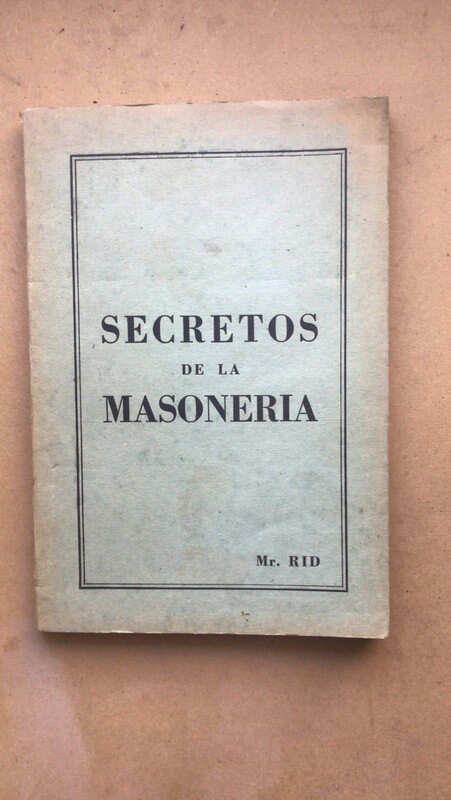 SECRETOS
DE LA
MASONERIA
Mr. RID